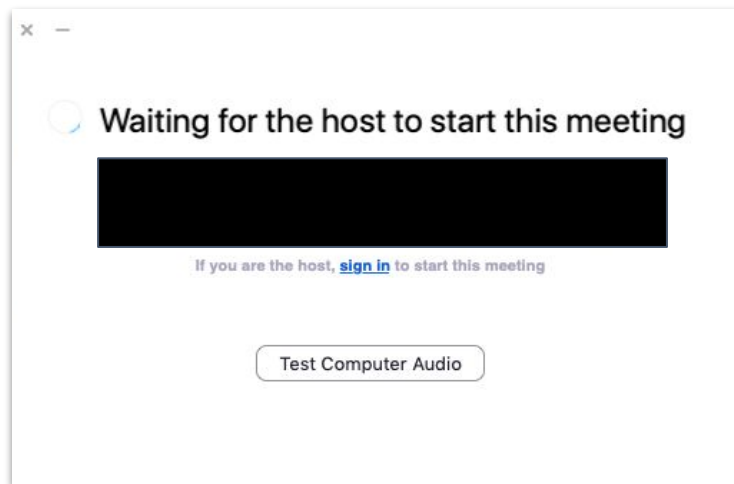 Waiting for the host to start this meeting
If you are the host, sign in to start this meeting
Test Computer Audio